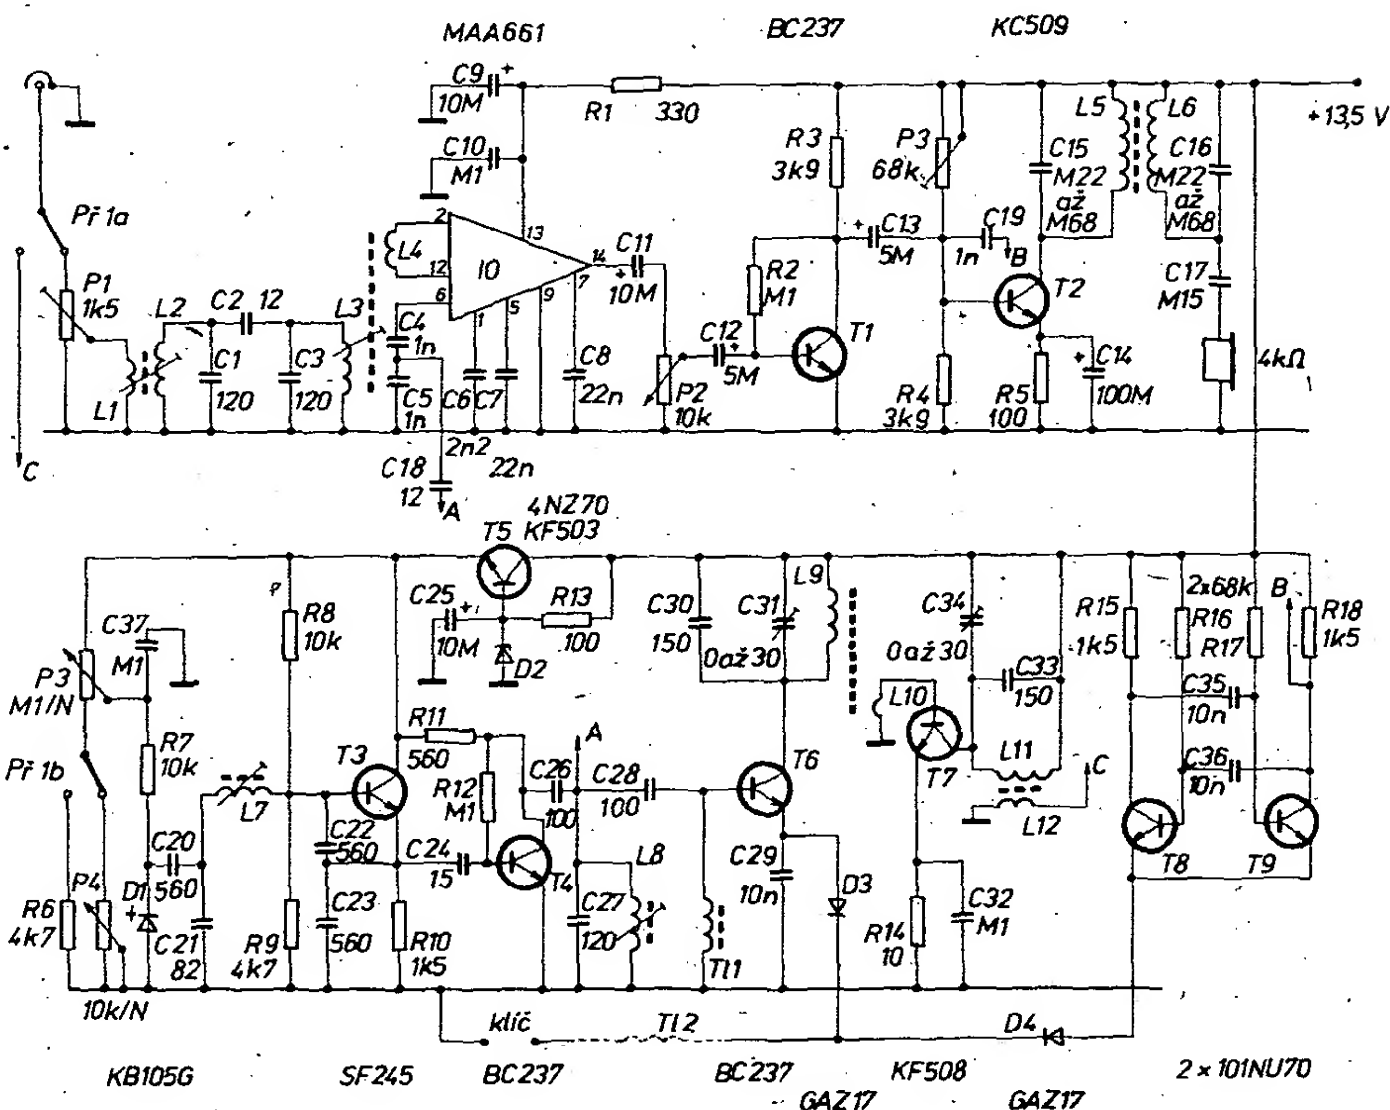 MAA661 BC237 KC509
C9 +
10M
R1 330
+13,5 V
C10
M1
R3
3k9
P3
68k
C15
M22
až
M68
L5 L6
C16
M22
až
M68
Př 1a
2 13
L4 IO
12 14
6 7
1 5 9
C11
+
10M
R2
M1
+ C13
5M
C19
1n B
T2
C17
M15
P1
1k5
L2 C2 12 L3
C4
1n
C1
120
C3
120
L1
C5
1n
C6 C7
C8
22n
P2
10k
C12
+
5M
T1
R4
3k9
R5
100
+ C14
100M
4kΩ
C
2n2
22n
C18
12 A
4NZ70
T5 KF503
C37
M1
P3
M1/N
R8
10k
C25
+
10M
D2
R13
100
C30
150
C31
0až30
L9
C34
0až30
C33
150
R15
1k5
2x68k
R16
R17
B
R18
1k5
R7
10k
Př 1b
L7
T3
R11
560
R12
M1
C26
100
A
C28
100
T6
L10
T7
L11
C
L12
C35
10n
C36
10n
T8 T9
C20
560
C22
560
C24
15
T4
L8
C29
10n
D3
C32
M1
R6
4k7
P4
D1
+
C21
82
R9
4k7
C23
560
R10
1k5
C27
120
Tl1
R14
10
10k/N
klíč Tl2 D4
KB105G SF245 BC237 BC237 KF508 2 x 101NU70
GAZ17 GAZ17